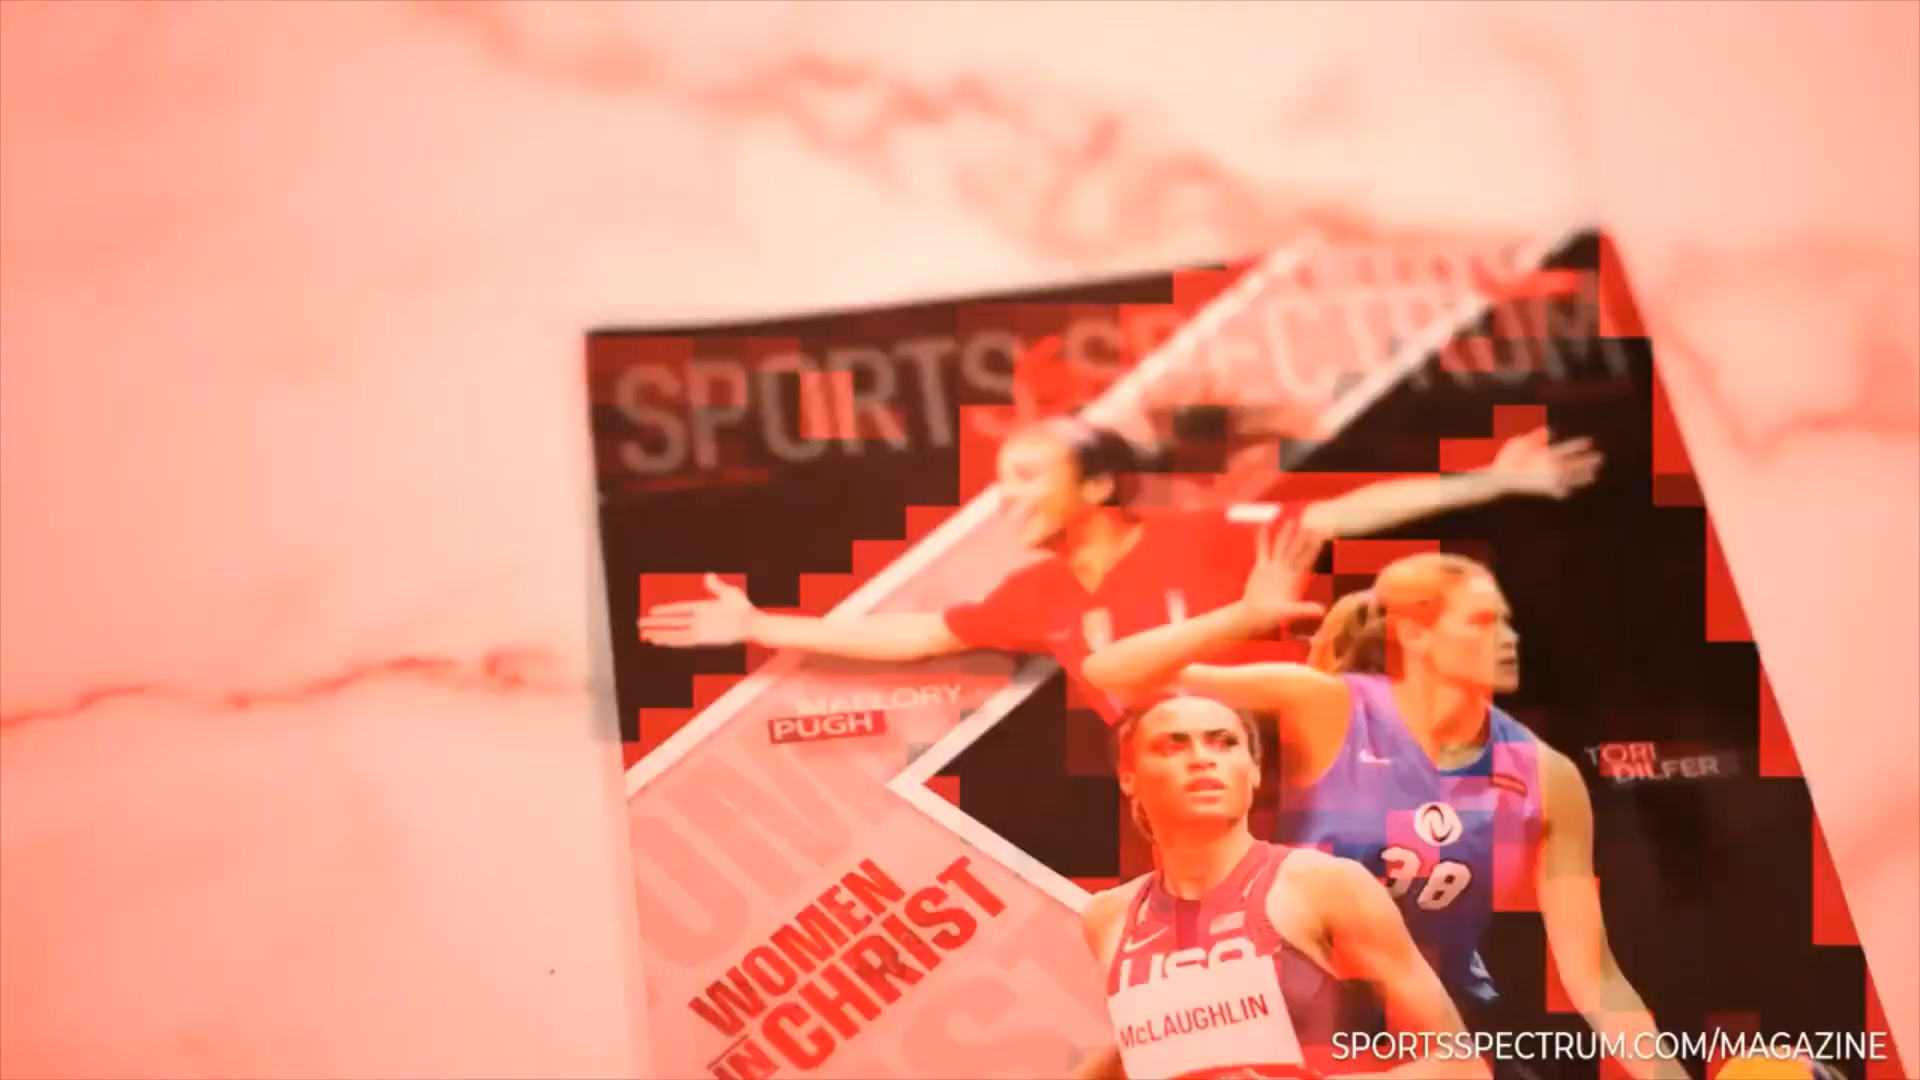 SPORTS SPECTRUM
MALLORY
PUGH
TORI
DILFER
WOMEN
IN CHRIST
38
USA
McLAUGHLIN
SPORTSSPECTRUM.COM/MAGAZINE